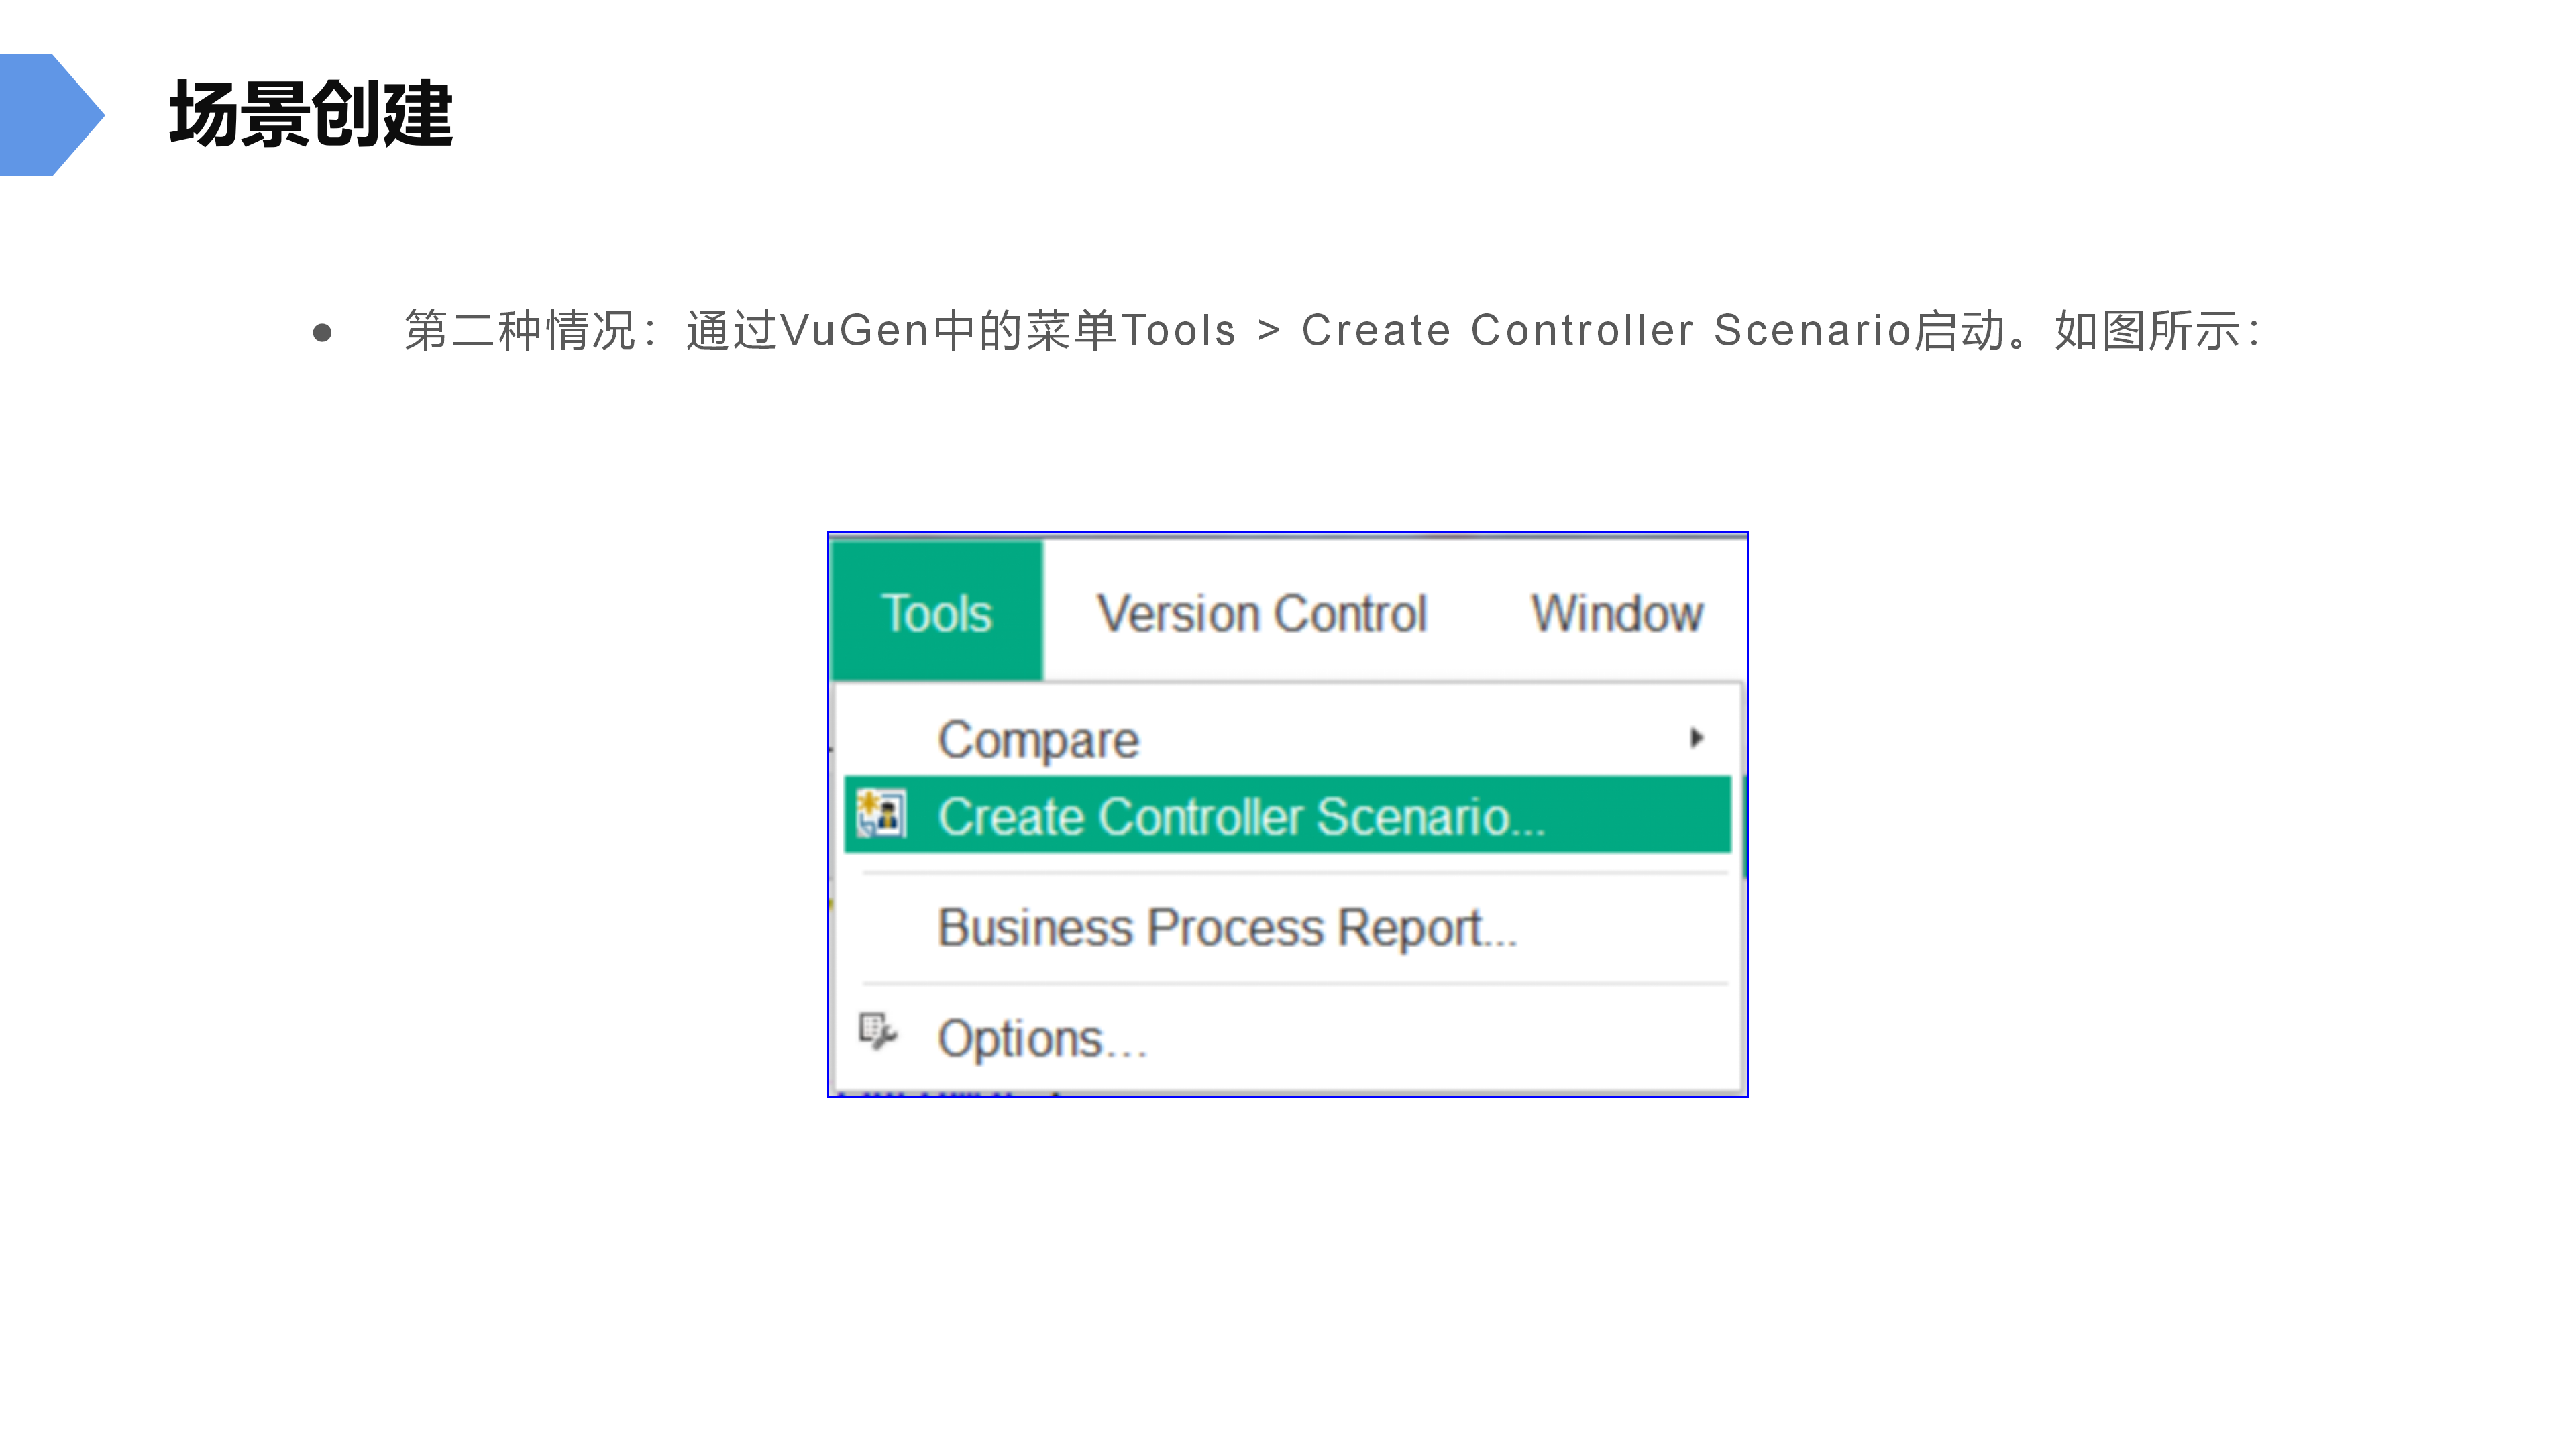 场景创建
● 第二种情况：通过VuGen中的菜单Tools > Create Controller Scenario启动。如图所示：
Tools Version Control Window
Compare
Create Controller Scenario...
Business Process Report...
Options...